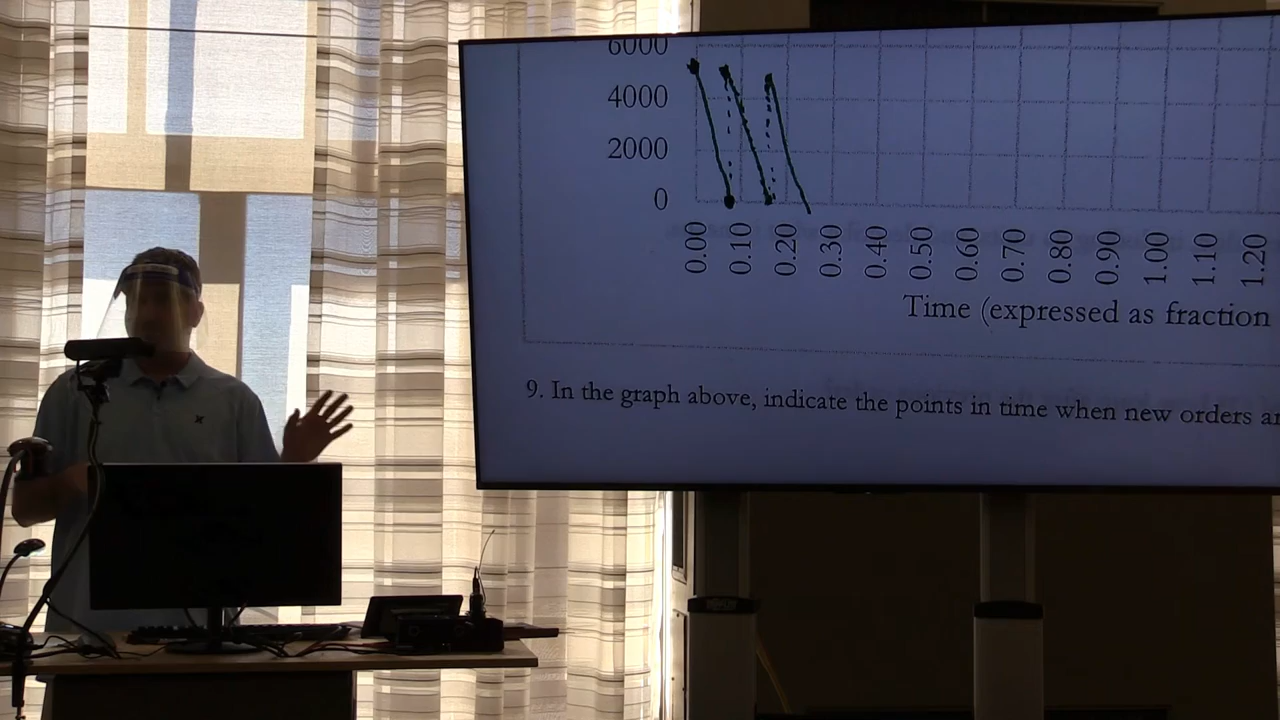 6000
4000
2000
0
0.00 0.10 0.20 0.30 0.40 0.50 0.60 0.70 0.80 0.90 1.00 1.10 1.20
Time (expressed as fraction
9. In the graph above, indicate the points in time when new orders